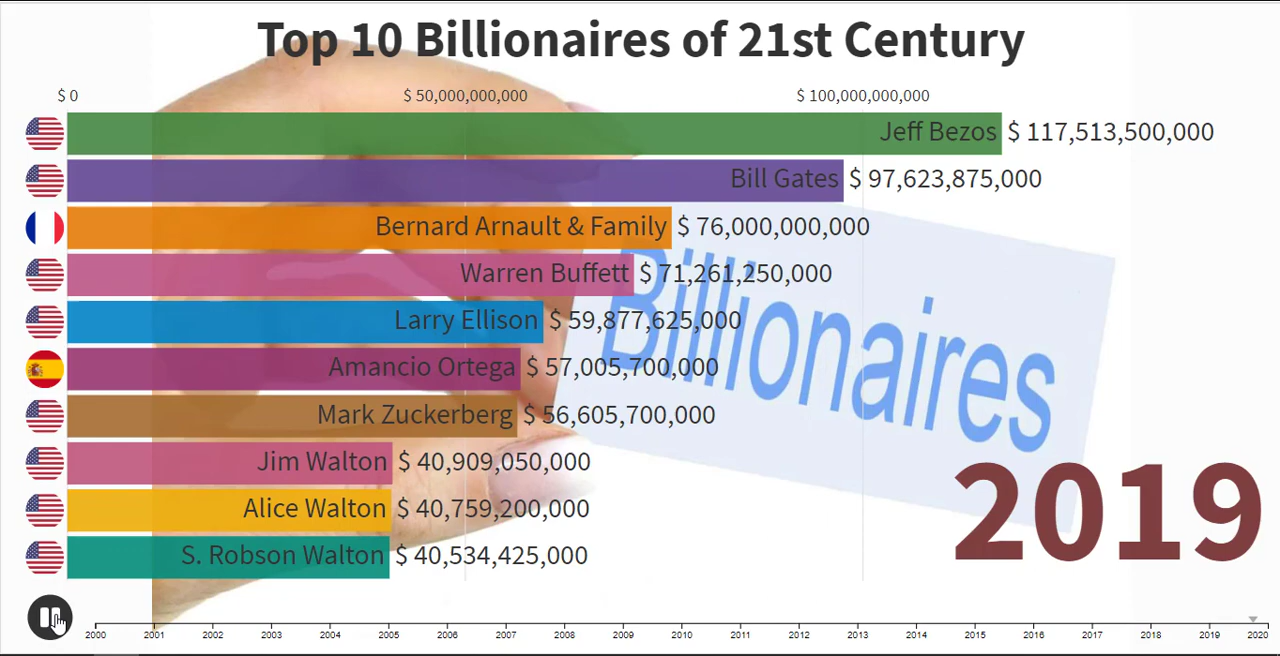 Top 10 Billionaires of 21st Century
$ 0 $ 50,000,000,000 $ 100,000,000,000
Jeff Bezos $ 117,513,500,000
Bill Gates $ 97,623,875,000
Bernard Arnault & Family $ 76,000,000,000
Warren Buffett $ 71,261,250,000
Larry Ellison $ 59,877,625,000
Amancio Ortega $ 57,005,700,000
Mark Zuckerberg $ 56,605,700,000
Jim Walton $ 40,909,050,000
Alice Walton $ 40,759,200,000
S. Robson Walton $ 40,534,425,000
Billionaires
2019
2000 2001 2002 2003 2004 2005 2006 2007 2008 2009 2010 2011 2012 2013 2014 2015 2016 2017 2018 2019 2020